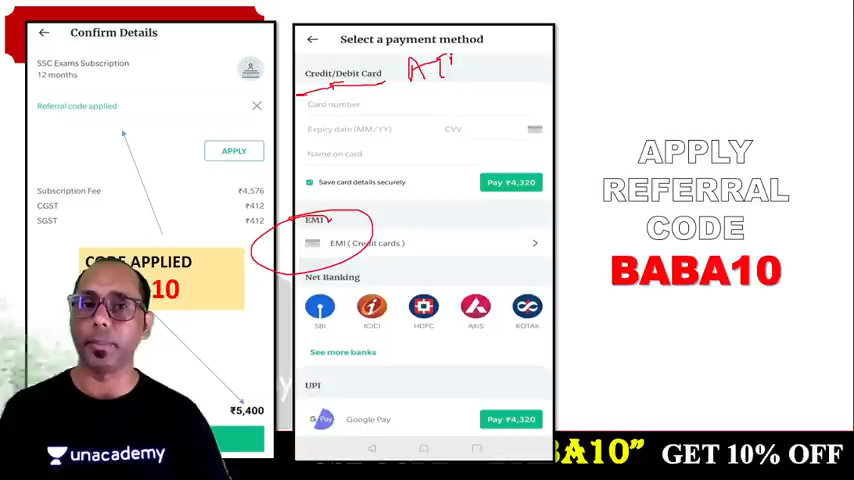 Confirm Details
SSC Exams Subscription
12 months
Referral code applied
APPLY
Subscription Fee ₹4,576
CGST ₹412
SGST ₹412
APPLIED
10
₹5,400
unacademy
Select a payment method
Credit/Debit Card
Card number
Expiry date (MM/YY) CVV
Name on card
Save card details securely Pay ₹4,320
EMI
EMI ( Credit cards )
Net Banking
SBI ICICI HDFC AXIS KOTAK
See more banks
UPI
G Pay Google Pay Pay ₹4,320
APPLY
REFERRAL
CODE
BABA10
BA10” GET 10% OFF